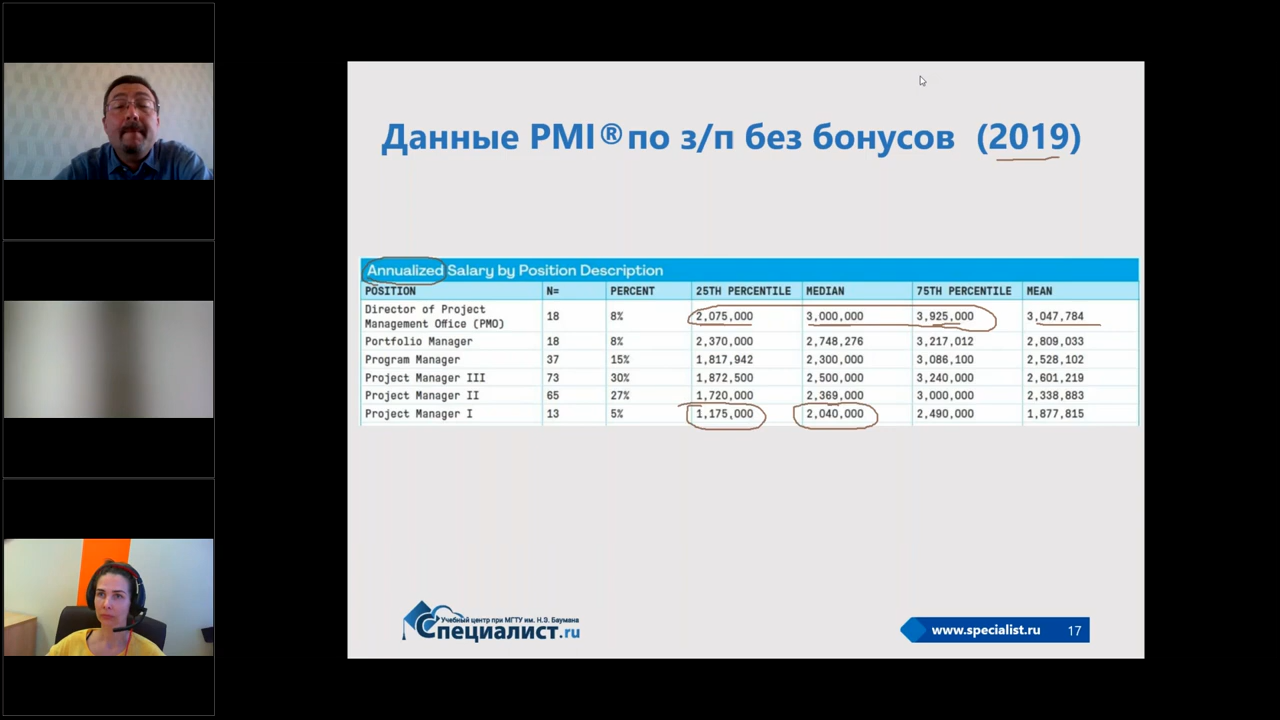 Данные PMI® по з/п без бонусов (2019)
Annualized Salary by Position Description
POSITION N= PERCENT 25TH PERCENTILE MEDIAN 75TH PERCENTILE MEAN
Director of Project
Management Office (PMO) 18 8% 2,075,000 3,000,000 3,925,000 3,047,784
Portfolio Manager 18 8% 2,370,000 2,748,276 3,217,012 2,809,033
Program Manager 37 15% 1,817,942 2,300,000 3,086,100 2,528,102
Project Manager III 73 30% 1,872,500 2,500,000 3,240,000 2,601,219
Project Manager II 65 27% 1,720,000 2,369,000 3,000,000 2,338,883
Project Manager I 13 5% 1,175,000 2,040,000 2,490,000 1,877,815
Учебный центр при МГТУ им. Н.Э. Баумана
Специалист.ru
www.specialist.ru 17